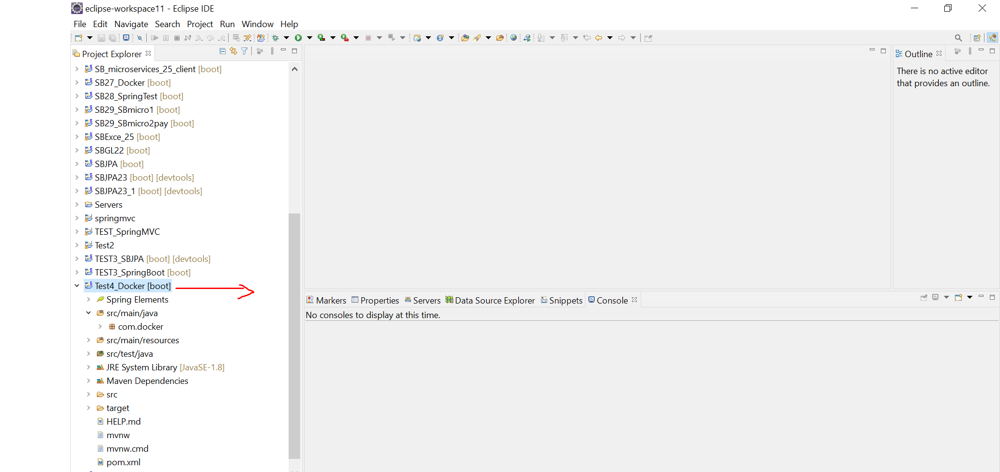 eclipse-workspace11 - Eclipse IDE
File Edit Navigate Search Project Run Window Help
Project Explorer
SB_microservices_25_client [boot]
SB27_Docker [boot]
SB28_SpringTest [boot]
SB29_SBmicro1 [boot]
SB29_SBmicro2pay [boot]
SBExce_25 [boot]
SBGL22 [boot]
SBJPA [boot]
SBJPA23 [boot] [devtools]
SBJPA23_1 [boot] [devtools]
Servers
springmvc
TEST_SpringMVC
Test2
TEST3_SBJPA [boot] [devtools]
TEST3_SpringBoot [boot]
Test4_Docker [boot]
Spring Elements
src/main/java
com.docker
src/main/resources
src/test/java
JRE System Library [JavaSE-1.8]
Maven Dependencies
src
target
HELP.md
mvnw
mvnw.cmd
pom.xml
Outline
There is no active editor
that provides an outline.
Markers Properties Servers Data Source Explorer Snippets Console
No consoles to display at this time.